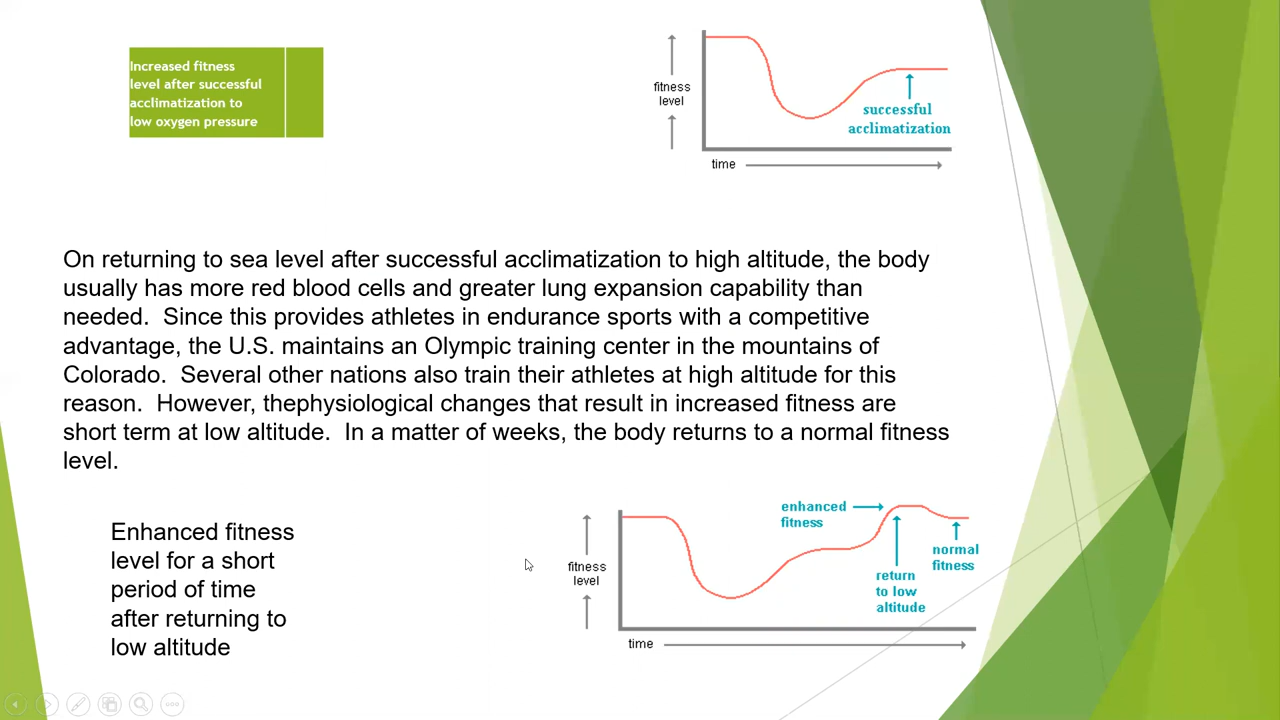 Increased fitness
level after successful
acclimatization to
low oxygen pressure
fitness
level
successful
acclimatization
time
On returning to sea level after successful acclimatization to high altitude, the body
usually has more red blood cells and greater lung expansion capability than
needed.  Since this provides athletes in endurance sports with a competitive
advantage, the U.S. maintains an Olympic training center in the mountains of
Colorado.  Several other nations also train their athletes at high altitude for this
reason.  However, thephysiological changes that result in increased fitness are
short term at low altitude.  In a matter of weeks, the body returns to a normal fitness
level.
Enhanced fitness
level for a short
period of time
after returning to
low altitude
fitness
level
enhanced
fitness
return
to low
altitude
normal
fitness
time